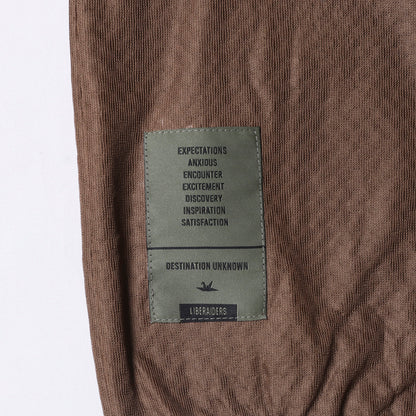 EXPECTATIONS
ANXIOUS
ENCOUNTER
EXCITEMENT
DISCOVERY
INSPIRATION
SATISFACTION
DESTINATION UNKNOWN
LIBERAIDERS